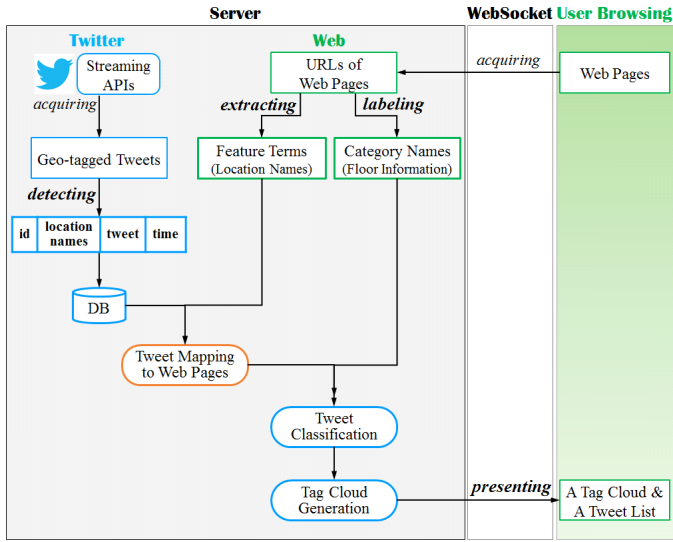 Server
WebSocket
User Browsing
Twitter
Web
Streaming
APIs
URLs of
Web Pages
acquiring
Web Pages
acquiring
extracting
labeling
Geo-tagged Tweets
Feature Terms
(Location Names)
Category Names
(Floor Information)
detecting
id
location
names
tweet
time
DB
Tweet Mapping
to Web Pages
Tweet
Classification
Tag Cloud
Generation
presenting
A Tag Cloud &
A Tweet List